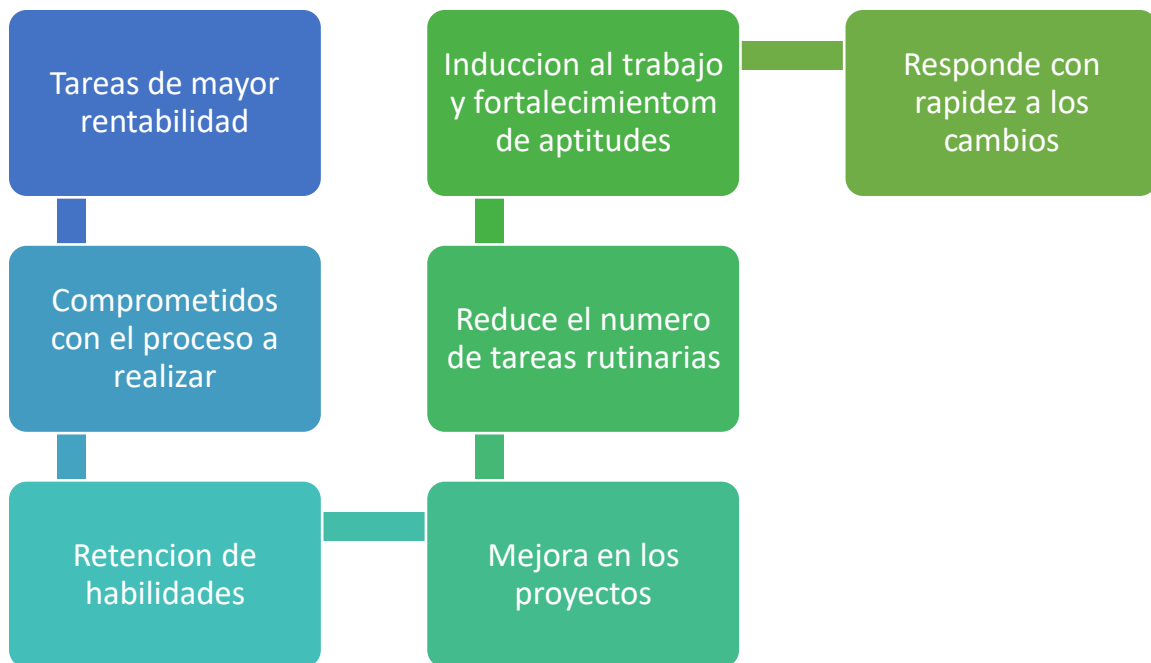 Tareas de mayor
rentabilidad
Comprometidos
con el proceso a
realizar
Retencion de
habilidades
Mejora en los
proyectos
Reduce el numero
de tareas rutinarias
Induccion al trabajo
y fortalecimientom
de aptitudes
Responde con
rapidez a los
cambios